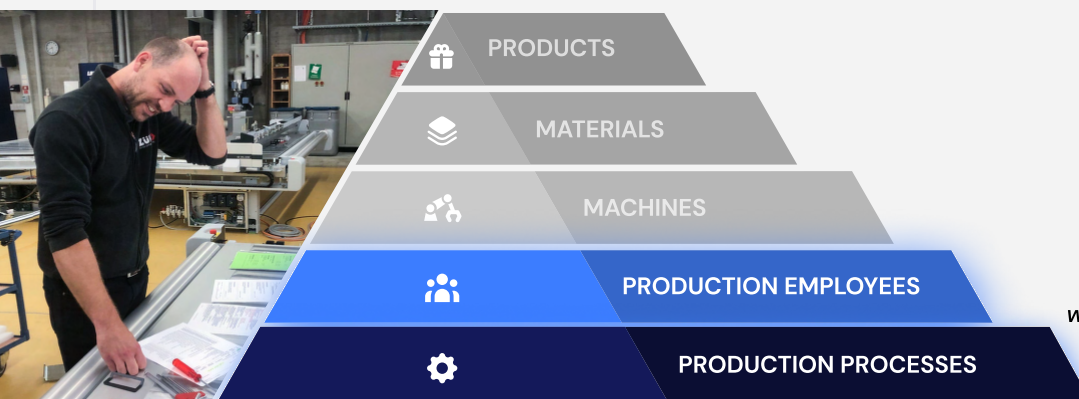 PRODUCTS
MATERIALS
MACHINES
PRODUCTION EMPLOYEES
PRODUCTION PROCESSES